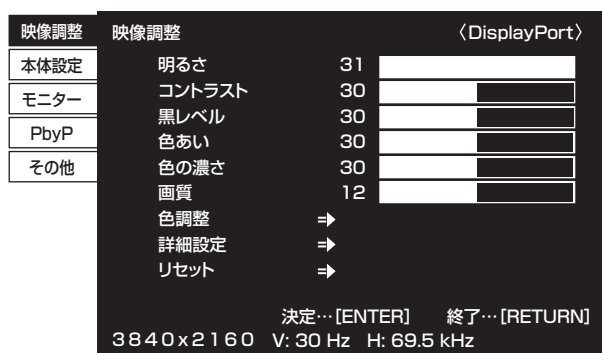 映像調整
本体設定
モニター
PbyP
その他
映像調整 〈DisplayPort〉
明るさ 31
コントラスト 30
黒レベル 30
色あい 30
色の濃さ 30
画質 12
色調整 ⇒
詳細設定 ⇒
リセット ⇒
決定…[ENTER] 終了…[RETURN]
3840x2160 V: 30 Hz H: 69.5 kHz